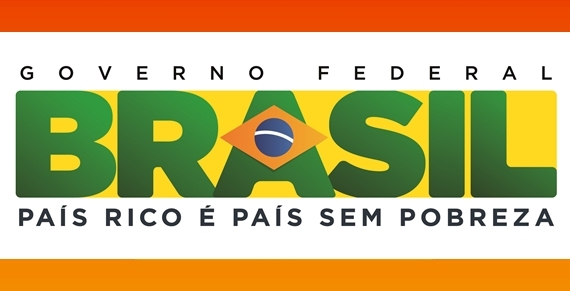 GOVERNO FEDERAL
BRASIL
PAÍS RICO É PAÍS SEM POBREZA